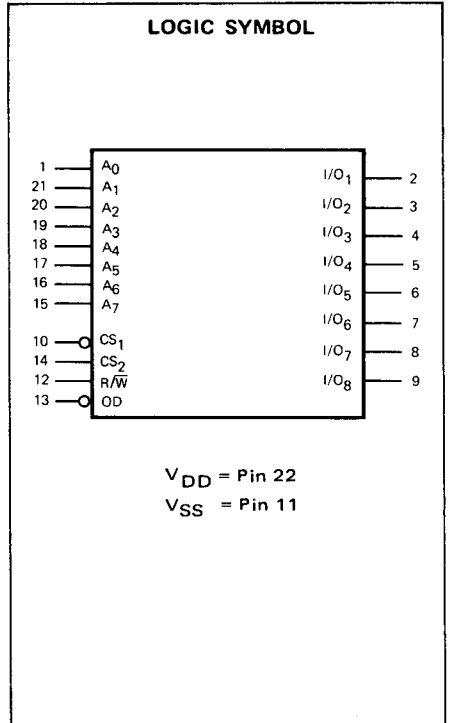 LOGIC SYMBOL
1 A0 I/O1 2
21 A1 I/O2 3
20 A2 I/O3 4
19 A3 I/O4 5
18 A4 I/O5 6
17 A5 I/O6 7
16 A6 I/O7 8
15 A7 I/O8 9
10 CS1
14 CS2
12 R/W̅
13 OD
VDD = Pin 22
VSS = Pin 11